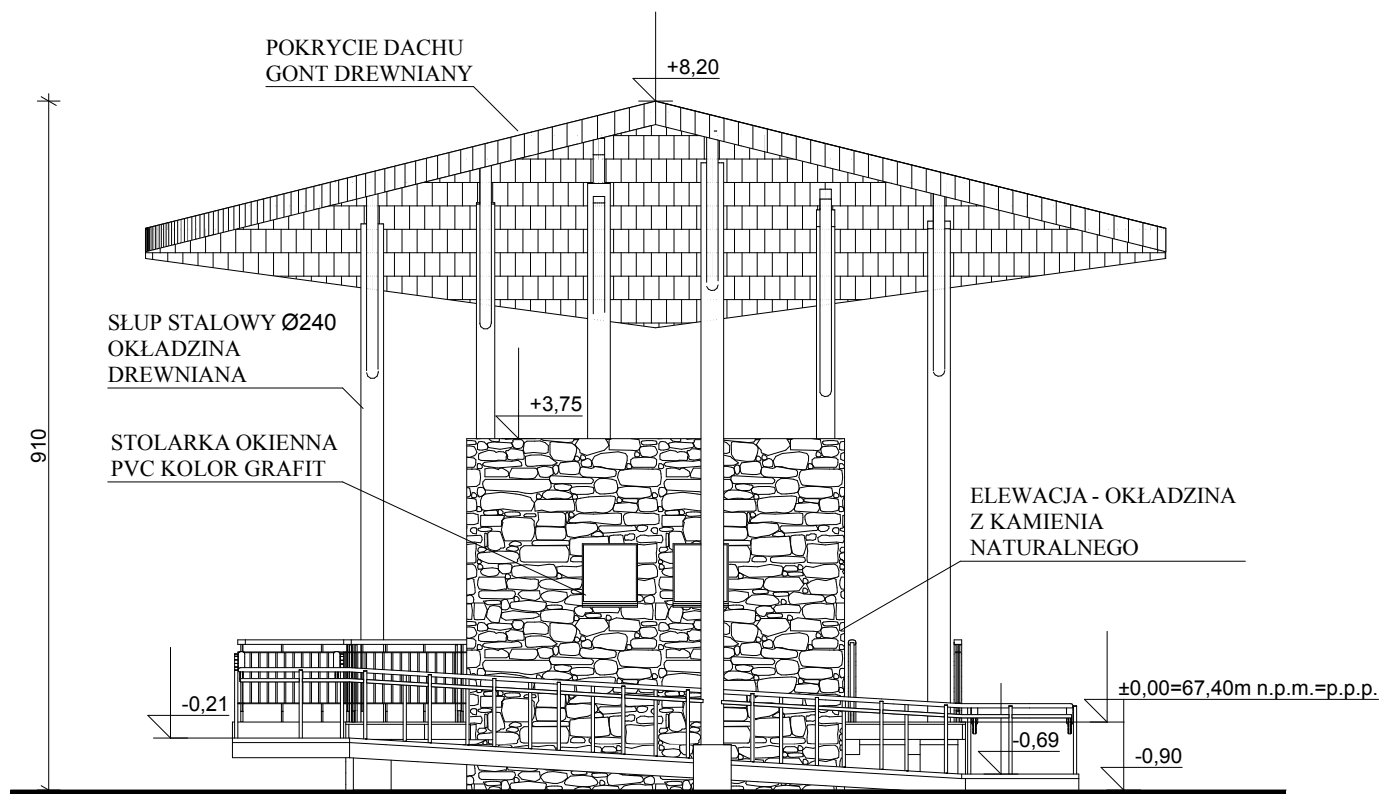 POKRYCIE DACHU
GONT DREWNIANY
+8,20
SŁUP STALOWY Ø240
OKŁADZINA
DREWNIANA
+3,75
910
STOLARKA OKIENNA
PVC KOLOR GRAFIT
ELEWACJA - OKŁADZINA
Z KAMIENIA
NATURALNEGO
-0,21
±0,00=67,40m n.p.m.=p.p.p.
-0,69
-0,90